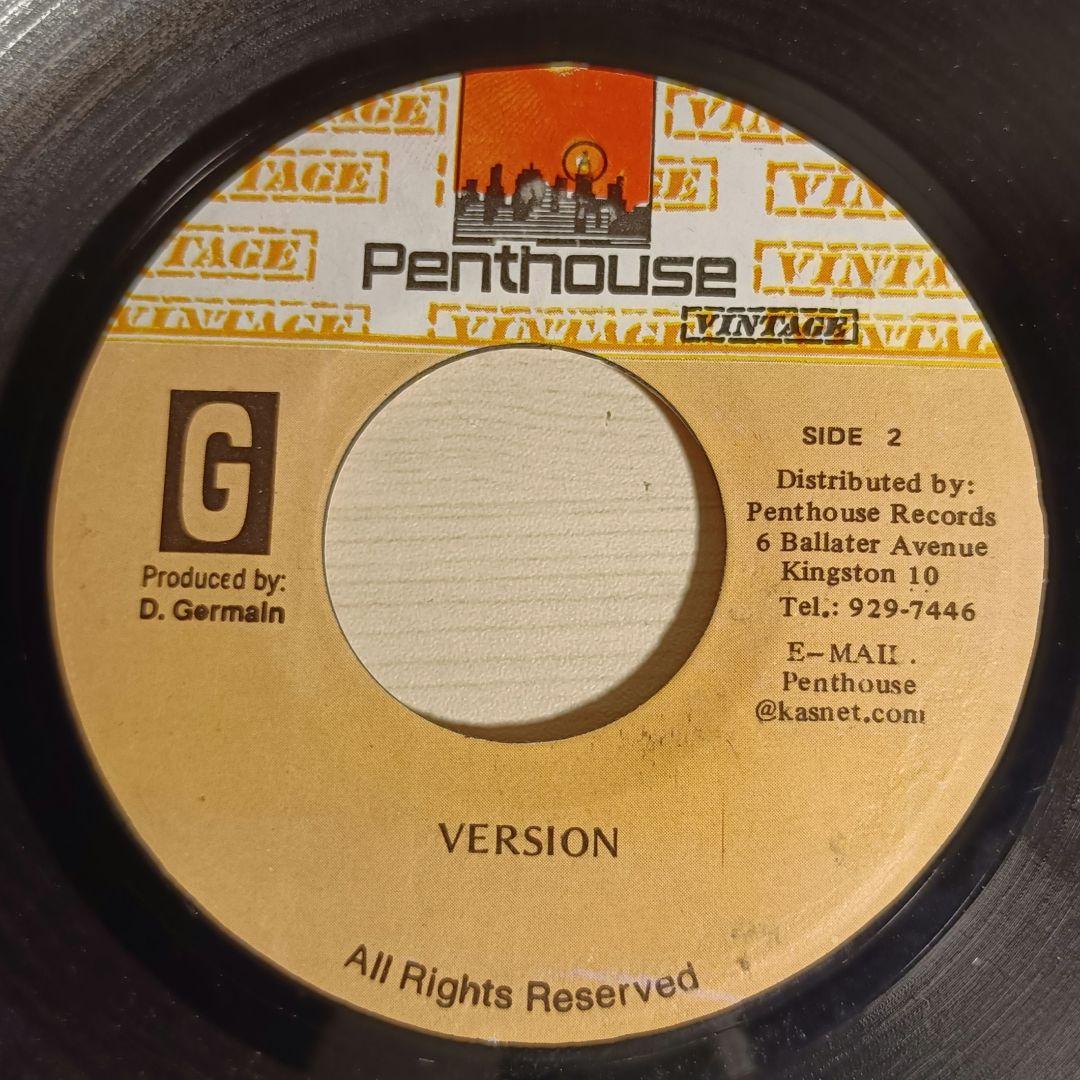 Penthouse
VINTAGE
G
Produced by:
D. Germain
SIDE 2
Distributed by:
Penthouse Records
6 Ballater Avenue
Kingston 10
Tel.: 929-7446
E-MAIL.
Penthouse
@kasnet.com
VERSION
All Rights Reserved